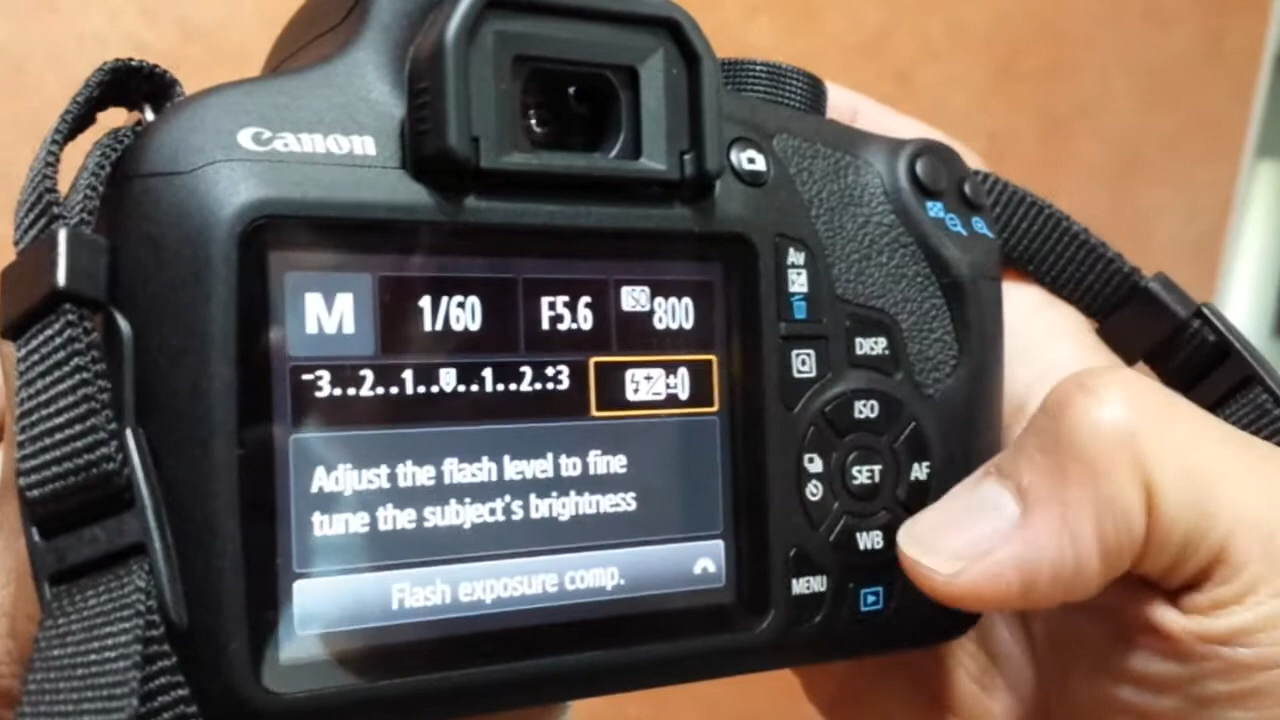 Canon
M 1/60 F5.6 ISO 800
-3..2..1..0..1..2.+3 ±0
Adjust the flash level to fine
tune the subject's brightness
Flash exposure comp.
Av
Q
DISP.
ISO
SET
AF
WB
MENU